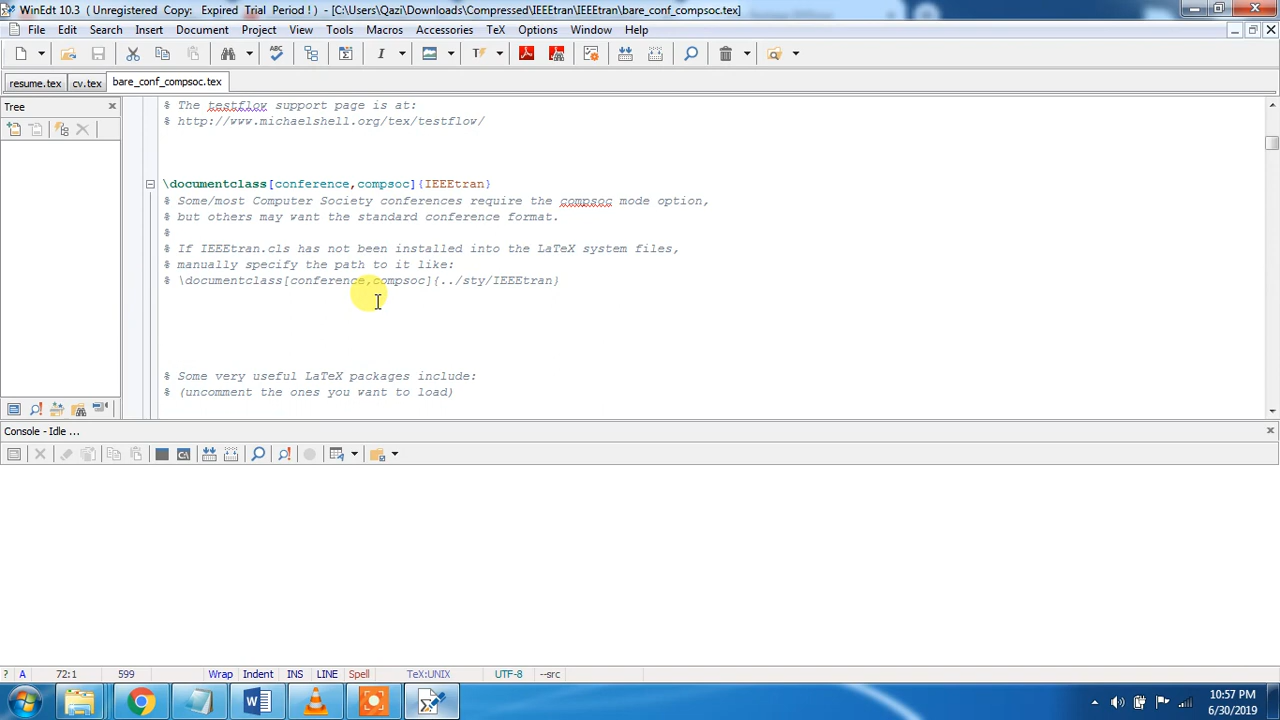 WinEdt 10.3 ( Unregistered Copy: Expired Trial Period ! ) - [C:\Users\Qazi\Downloads\Compressed\IEEEtran\IEEEtran\bare_conf_compsoc.tex]
File Edit Search Insert Document Project View Tools Macros Accessories TeX Options Window Help
resume.tex cv.tex bare_conf_compsoc.tex
Tree
% The testflow support page is at:
% http://www.michaelshell.org/tex/testflow/
\documentclass[conference,compsoc]{IEEEtran}
% Some/most Computer Society conferences require the compsoc mode option,
% but others may want the standard conference format.
%
% If IEEEtran.cls has not been installed into the LaTeX system files,
% manually specify the path to it like:
% \documentclass[conference,compsoc]{../sty/IEEEtran}
% Some very useful LaTeX packages include:
% (uncomment the ones you want to load)
Console - Idle ...
? A 72:1 599 Wrap Indent INS LINE Spell TeX:UNIX UTF-8 --src
10:57 PM
6/30/2019